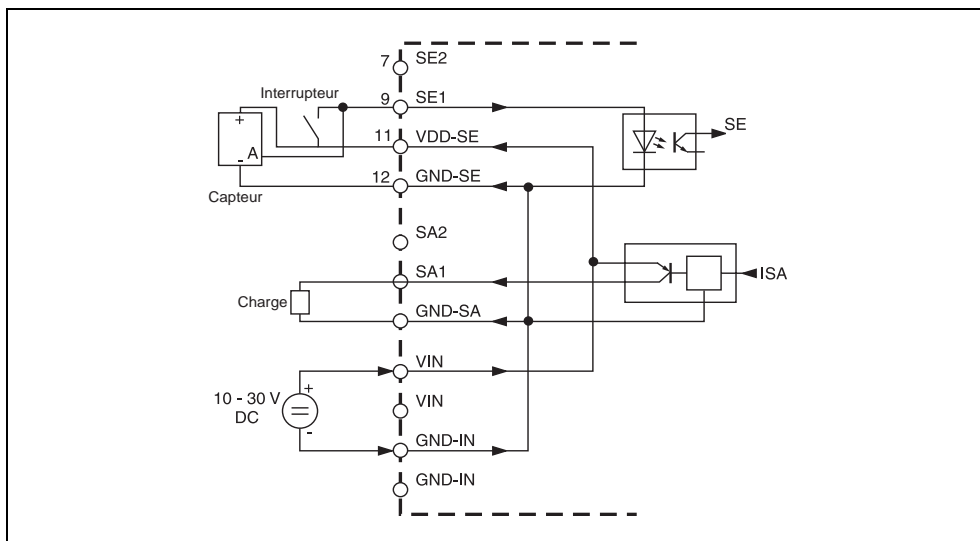 7 SE2
Interrupteur
9 SE1
SE
+
11 VDD-SE
- A
12 GND-SE
Capteur
SA2
SA1
ISA
Charge
GND-SA
VIN
+
10 - 30 V
DC
VIN
-
GND-IN
GND-IN